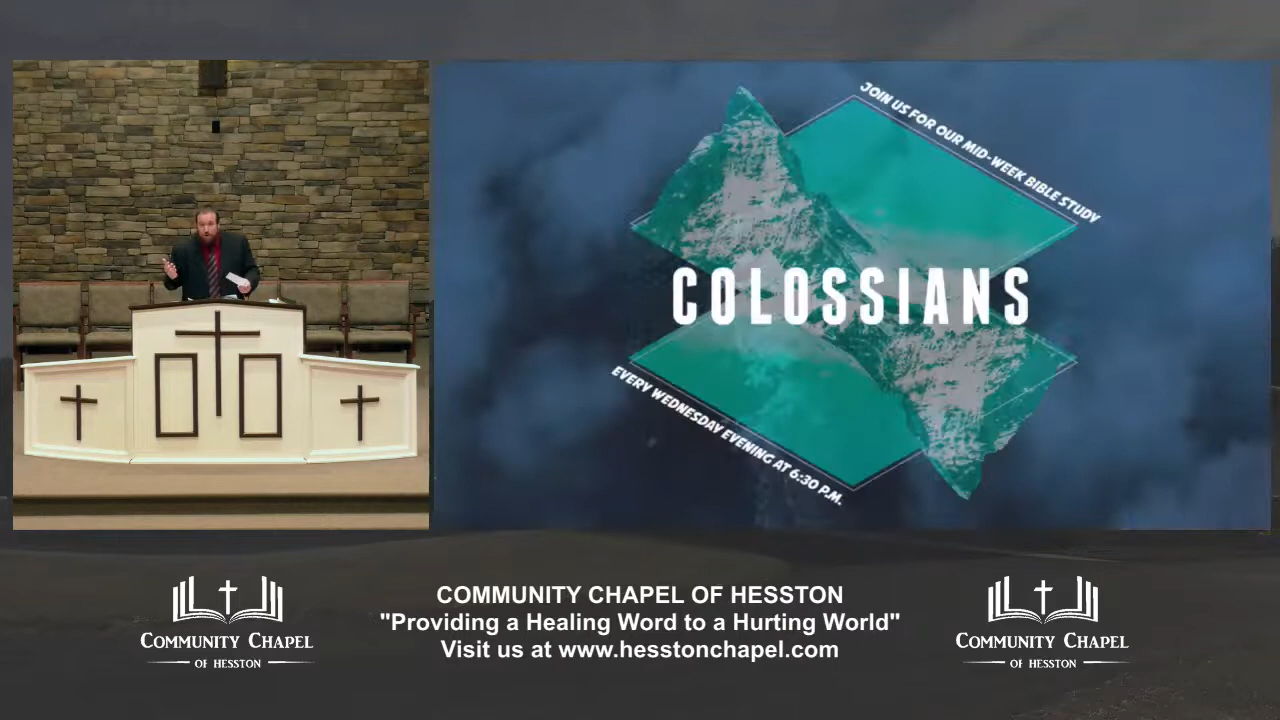 JOIN US FOR OUR MID-WEEK BIBLE STUDY
COLOSSIANS
EVERY WEDNESDAY EVENING AT 6:30 P.M.
COMMUNITY CHAPEL
OF HESSTON
COMMUNITY CHAPEL OF HESSTON
"Providing a Healing Word to a Hurting World"
Visit us at www.hesstonchapel.com
COMMUNITY CHAPEL
OF HESSTON